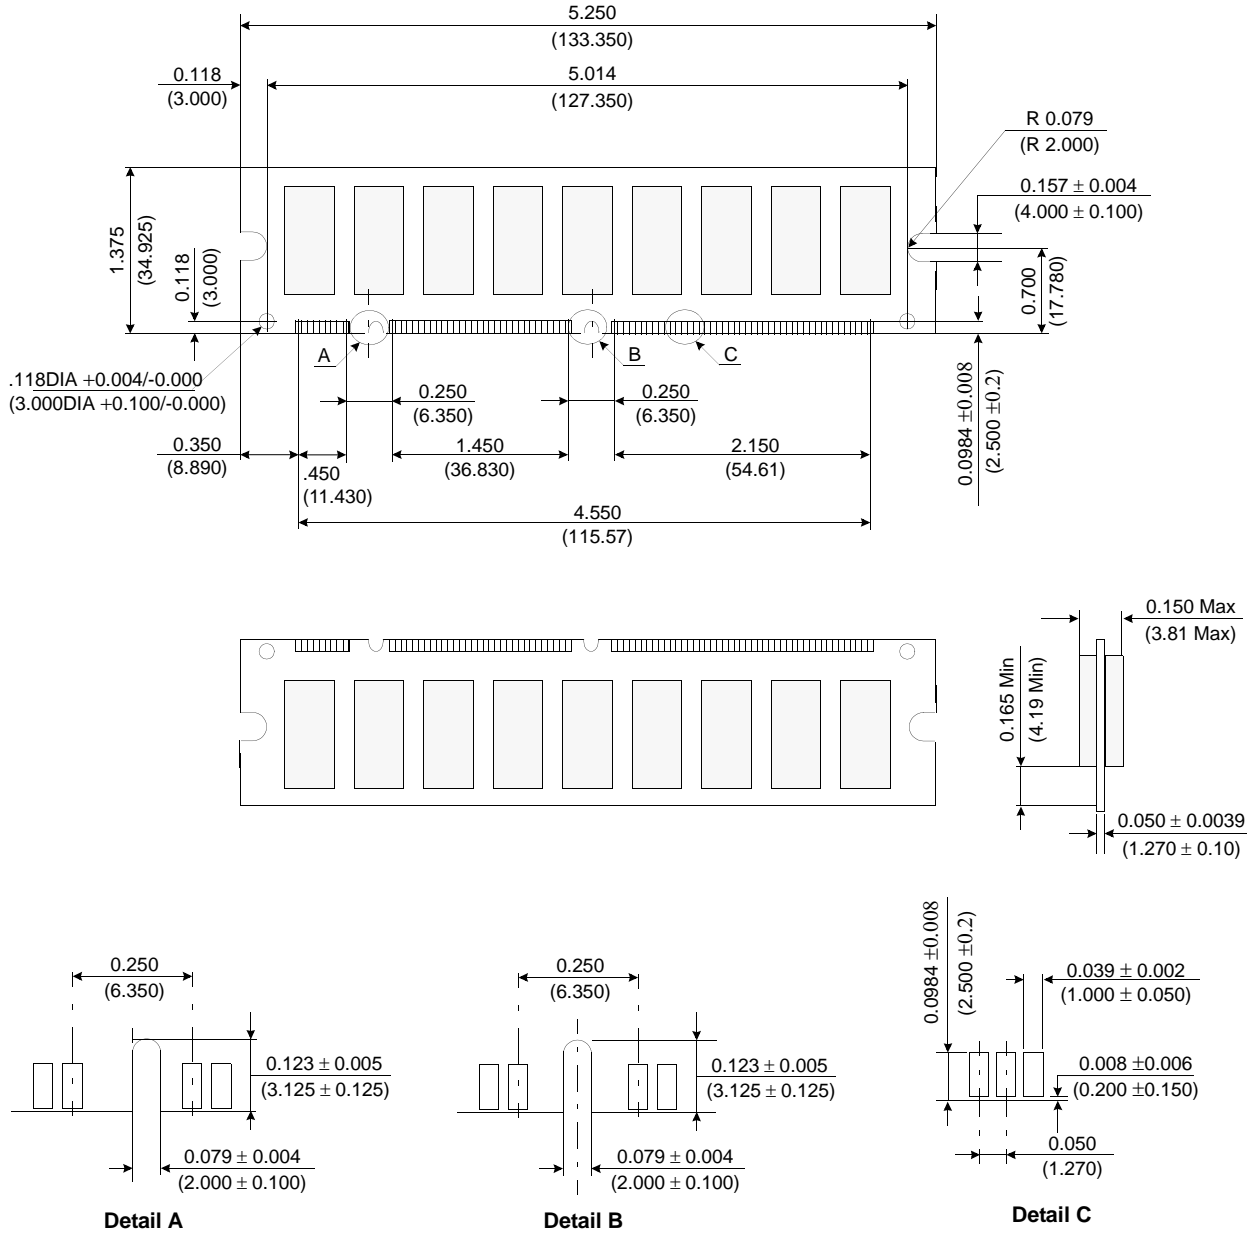 5.250
(133.350)
0.118
(3.000)
5.014
(127.350)
R 0.079
(R 2.000)
0.157 ± 0.004
(4.000 ± 0.100)
1.375
(34.925)
0.118
(3.000)
0.700
(17.780)
A
B
C
.118DIA +0.004/-0.000
(3.000DIA +0.100/-0.000)
0.250
(6.350)
0.250
(6.350)
0.0984 ±0.008
(2.500 ±0.2)
0.350
(8.890)
.450
(11.430)
1.450
(36.830)
2.150
(54.61)
4.550
(115.57)
0.150 Max
(3.81 Max)
0.165 Min
(4.19 Min)
0.050 ± 0.0039
(1.270 ± 0.10)
0.250
(6.350)
0.123 ± 0.005
(3.125 ± 0.125)
0.079 ± 0.004
(2.000 ± 0.100)
Detail A
0.250
(6.350)
0.123 ± 0.005
(3.125 ± 0.125)
0.079 ± 0.004
(2.000 ± 0.100)
Detail B
0.0984 ±0.008
(2.500 ±0.2)
0.039 ± 0.002
(1.000 ± 0.050)
0.008 ±0.006
(0.200 ±0.150)
0.050
(1.270)
Detail C